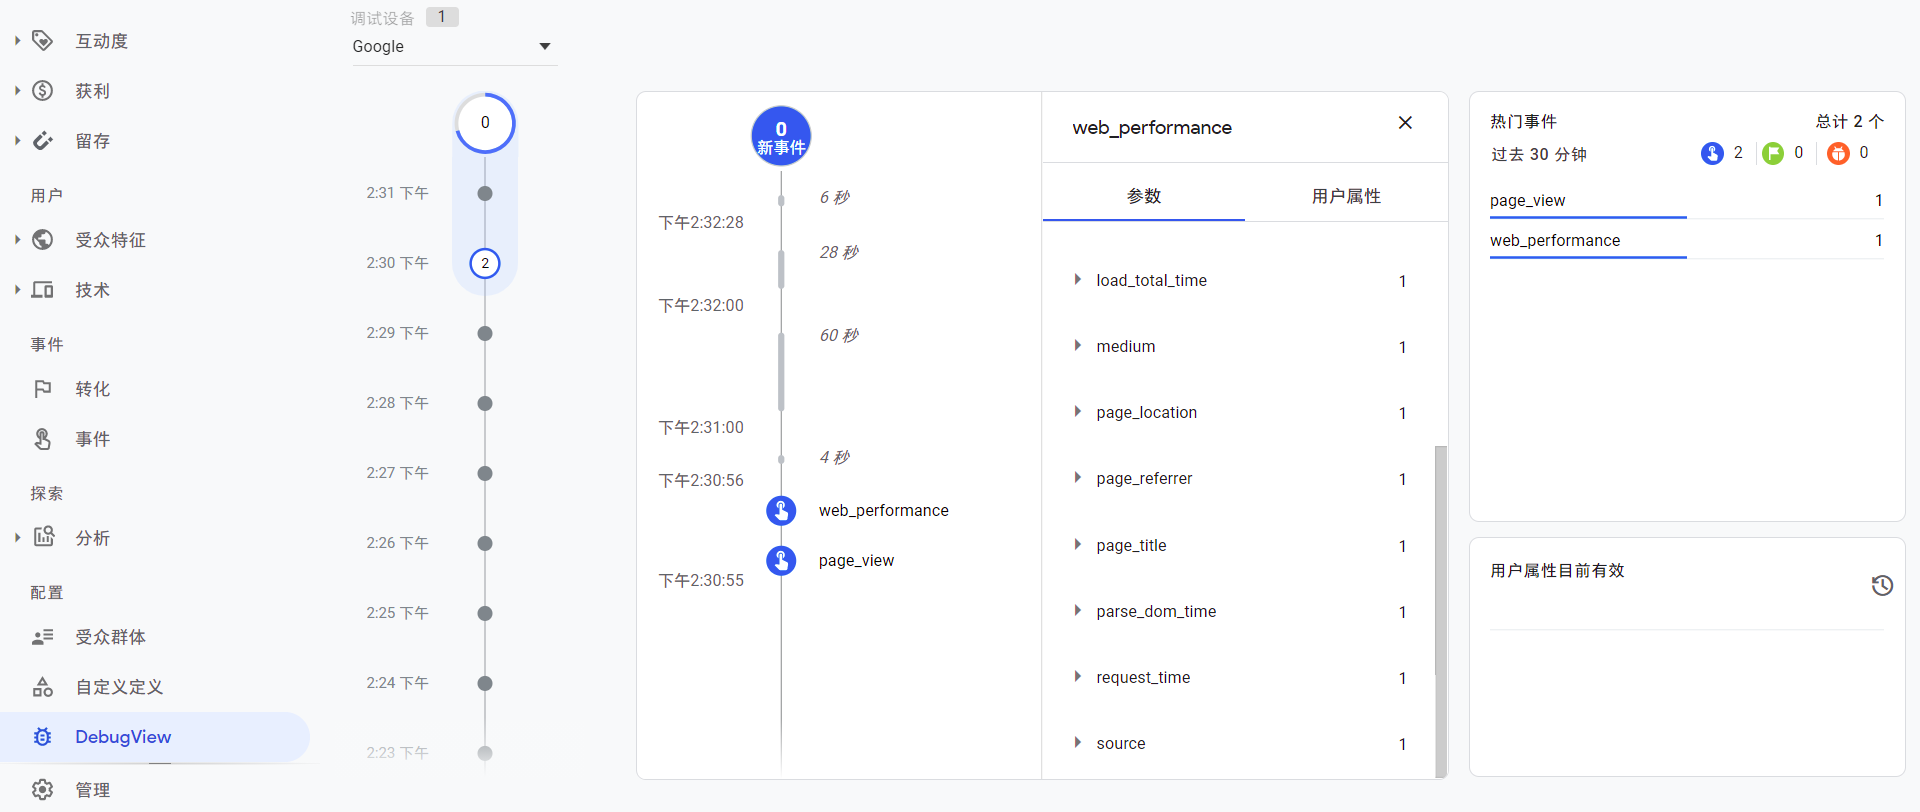 互动度
获利
留存
用户
受众特征
技术
事件
转化
事件
探索
分析
配置
受众群体
自定义定义
DebugView
管理
调试设备 1
Google
0
2:31 下午
2:30 下午 2
2:29 下午
2:28 下午
2:27 下午
2:26 下午
2:25 下午
2:24 下午
2:23 下午
0
新事件
6 秒
下午2:32:28
28 秒
下午2:32:00
60 秒
下午2:31:00
4 秒
下午2:30:56
web_performance
page_view
下午2:30:55
web_performance
参数 用户属性
load_total_time 1
medium 1
page_location 1
page_referrer 1
page_title 1
parse_dom_time 1
request_time 1
source 1
热门事件 总计 2 个
过去 30 分钟 2 0 0
page_view 1
web_performance 1
用户属性目前有效